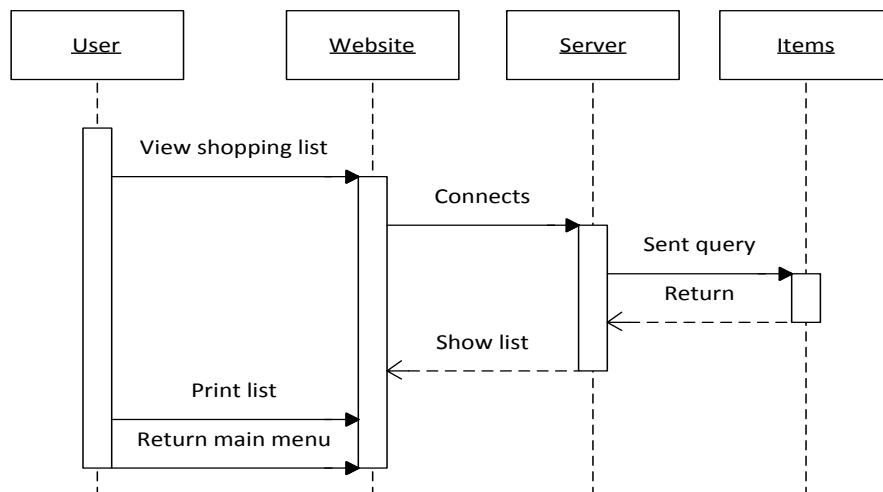 User
Website
Server
Items
View shopping list
Connects
Sent query
Return
Show list
Print list
Return main menu